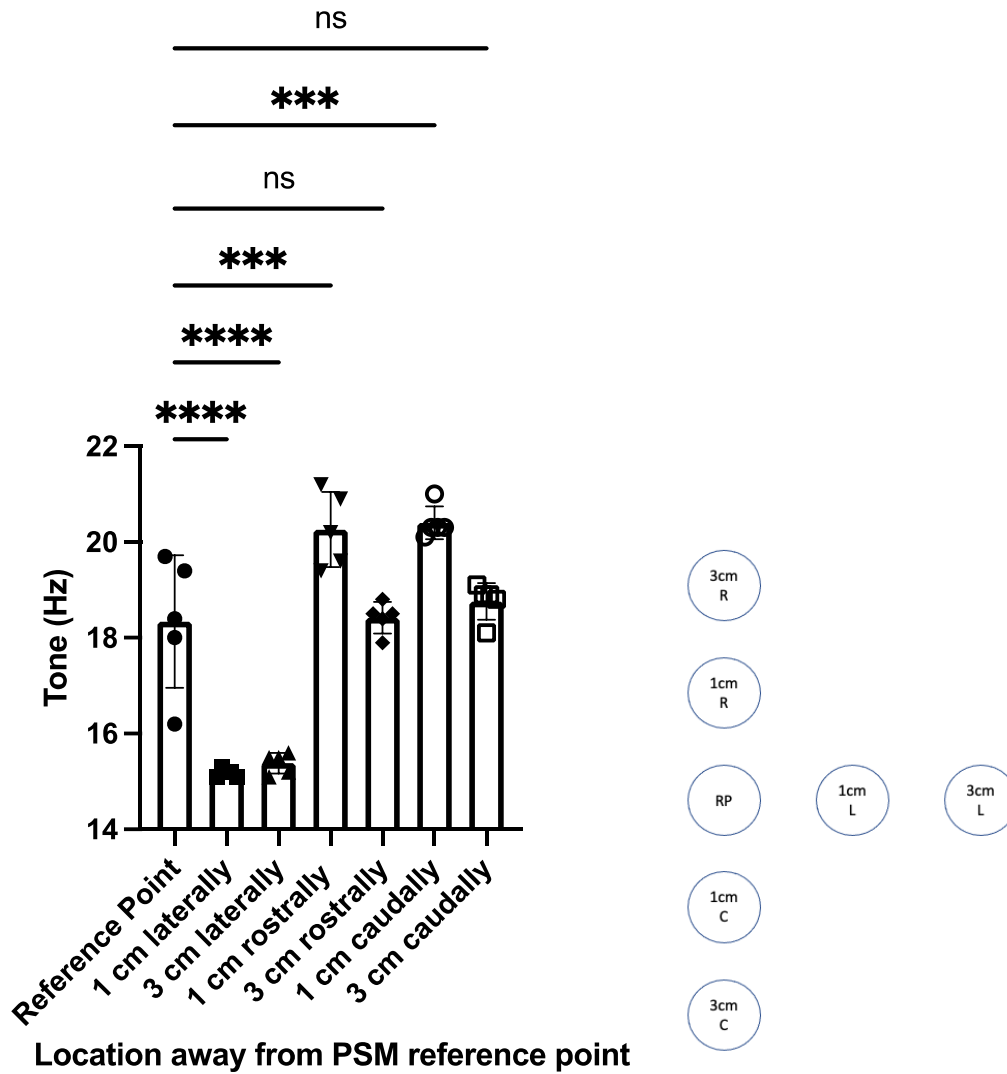 ns
***
ns
***
****
****
22
20
18
16
14
Tone (Hz)
Reference Point
1 cm laterally
3 cm laterally
1 cm rostrally
3 cm rostrally
1 cm caudally
3 cm caudally
Location away from PSM reference point
3cm
R
1cm
R
RP
1cm
L
3cm
L
1cm
C
3cm
C